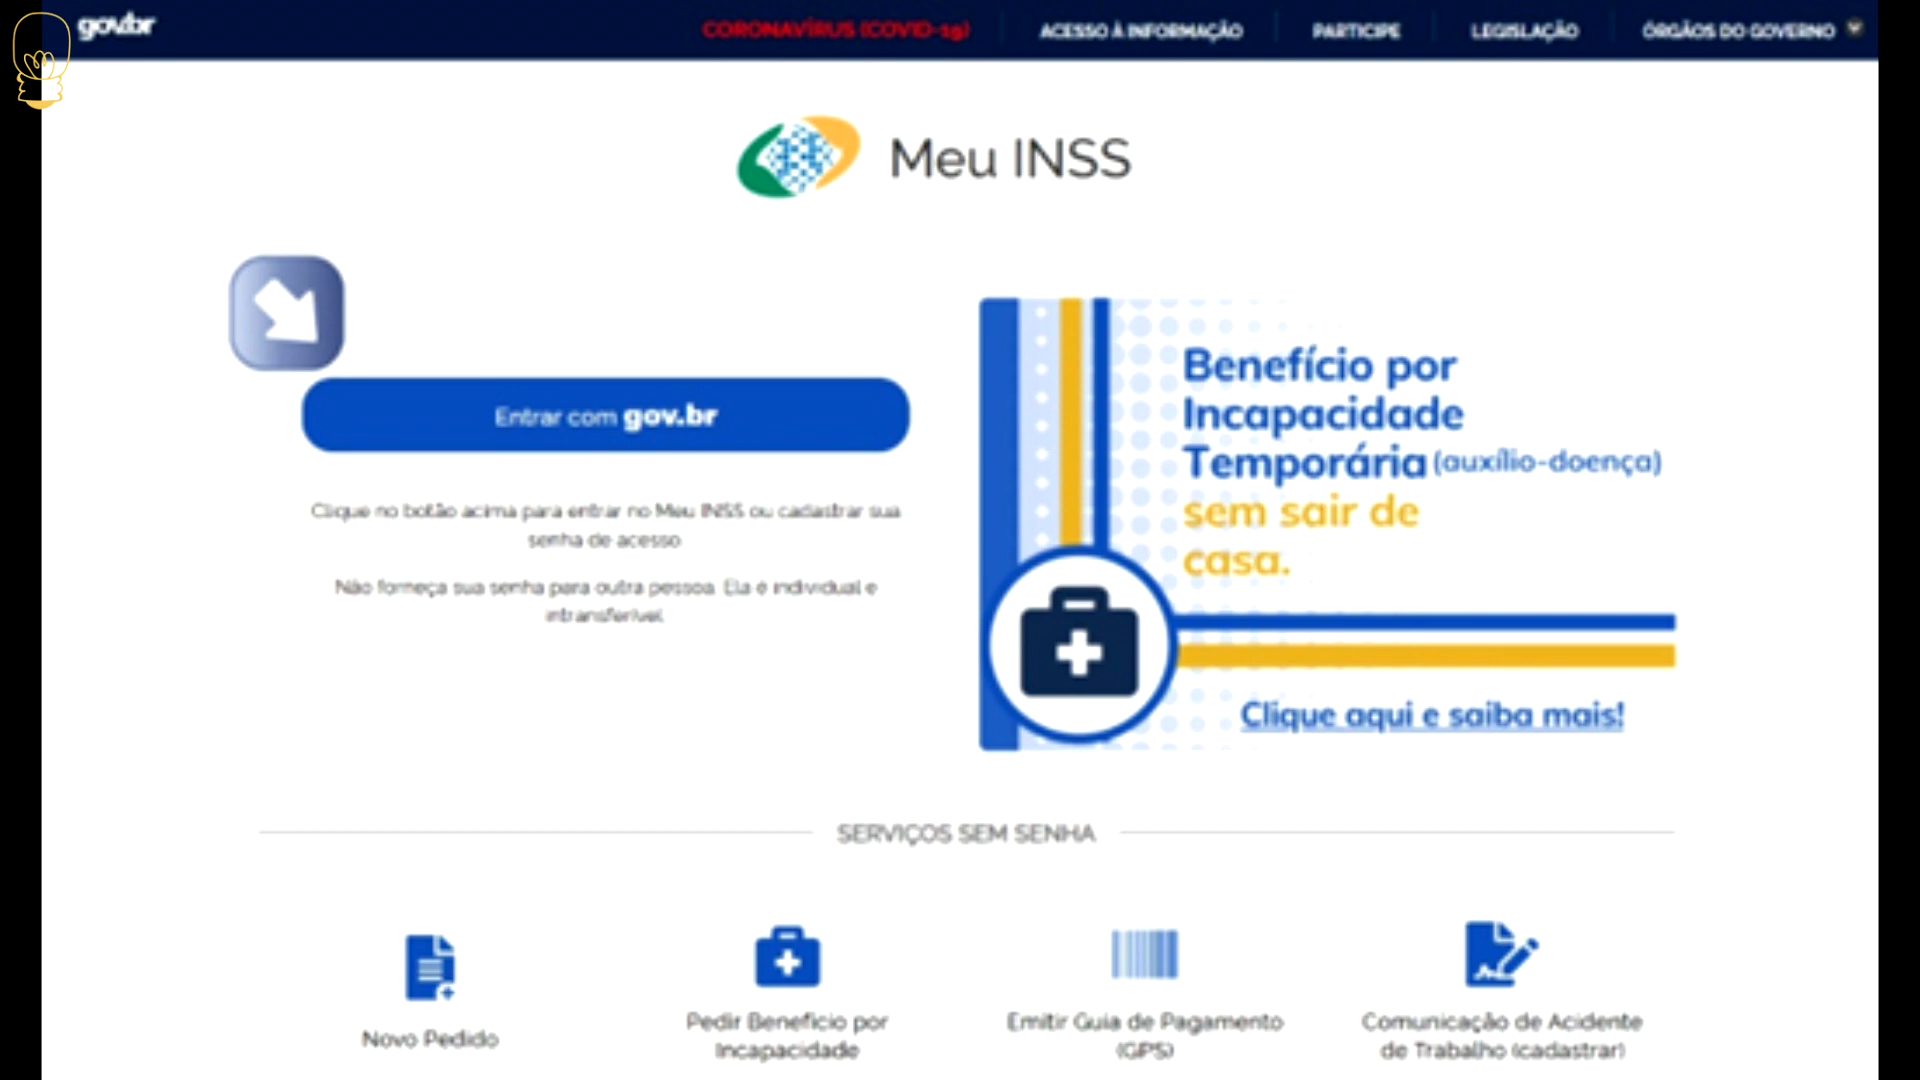 gov.br
CORONAVÍRUS (COVID-19)
ACESSO À INFORMAÇÃO
PARTICIPE
LEGISLAÇÃO
ÓRGÃOS DO GOVERNO
Meu INSS
Entrar com gov.br
Clique no botão acima para entrar no Meu INSS ou cadastrar sua
senha de acesso
Não forneça sua senha para outra pessoa. Ela é individual e
intransferível.
Benefício por
Incapacidade
Temporária (auxílio-doença)
sem sair de
casa.
Clique aqui e saiba mais!
SERVIÇOS SEM SENHA
Novo Pedido
Pedir Benefício por
Incapacidade
Emitir Guia de Pagamento
(GPS)
Comunicação de Acidente
de Trabalho (cadastrar)